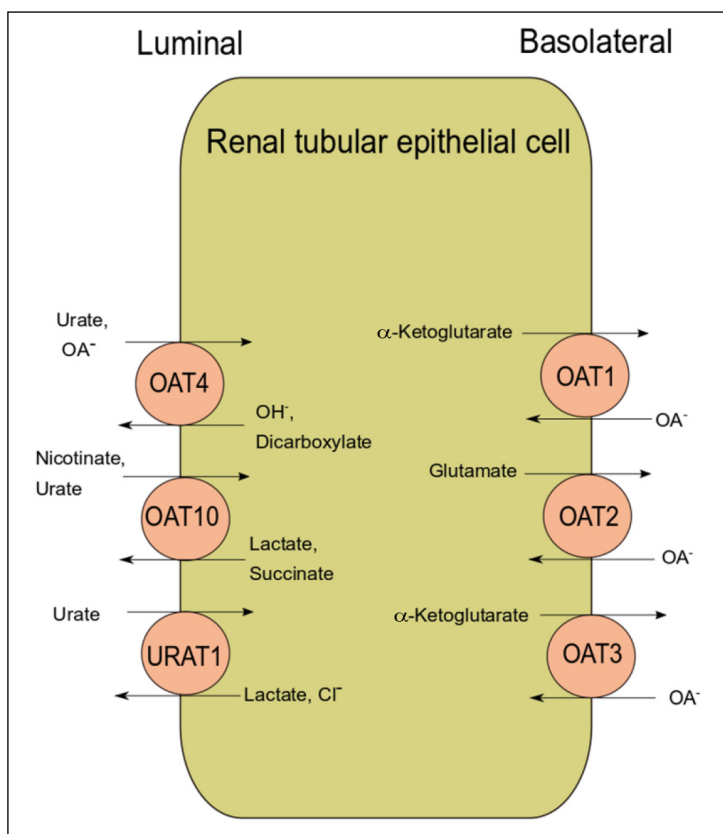 Luminal
Basolateral
Renal tubular epithelial cell
Urate,
OA⁻
OAT4
OH⁻,
Dicarboxylate
Nicotinate,
Urate
OAT10
Lactate,
Succinate
Urate
URAT1
Lactate, Cl⁻
α-Ketoglutarate
OAT1
OA⁻
Glutamate
OAT2
OA⁻
α-Ketoglutarate
OAT3
OA⁻